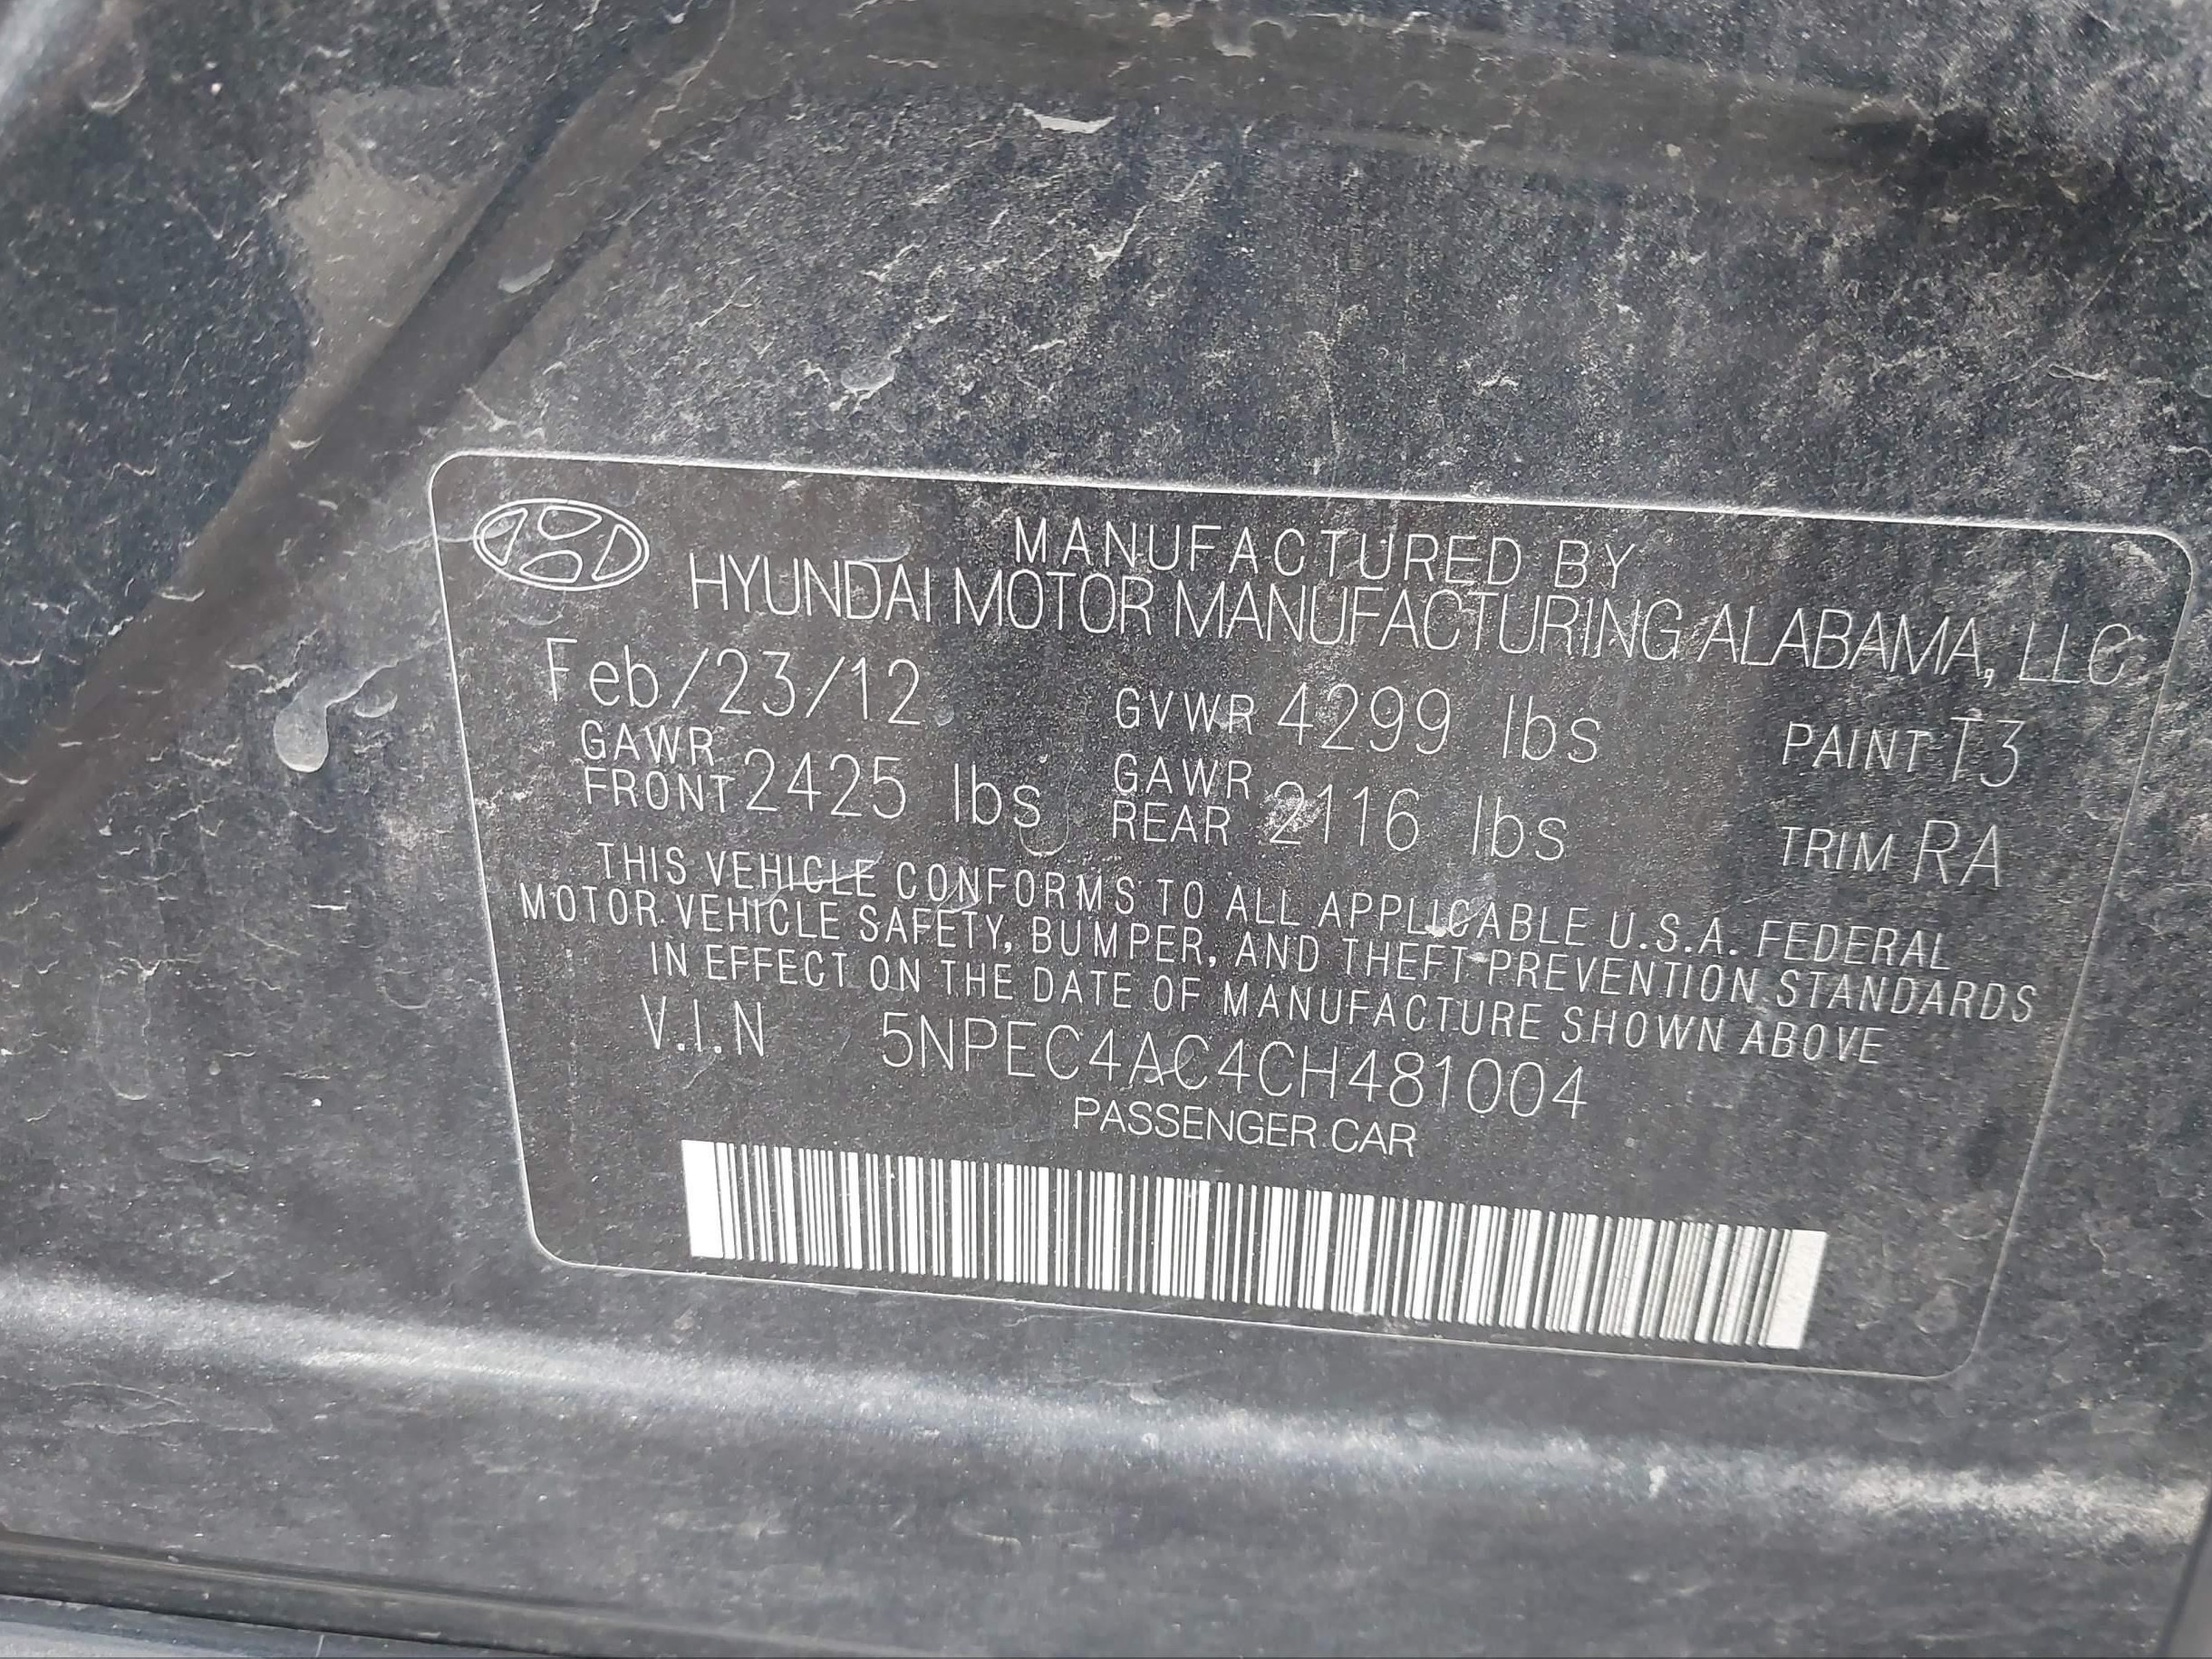 MANUFACTURED BY
HYUNDAI MOTOR MANUFACTURING ALABAMA, LLC
Feb/23/12 GVWR 4299 lbs PAINT T3
GAWR FRONT 2425 lbs GAWR REAR 2116 lbs TRIM RA
THIS VEHICLE CONFORMS TO ALL APPLICABLE U.S.A. FEDERAL
MOTOR VEHICLE SAFETY, BUMPER, AND THEFT PREVENTION STANDARDS
IN EFFECT ON THE DATE OF MANUFACTURE SHOWN ABOVE
V.I.N 5NPEC4AC4CH481004
PASSENGER CAR